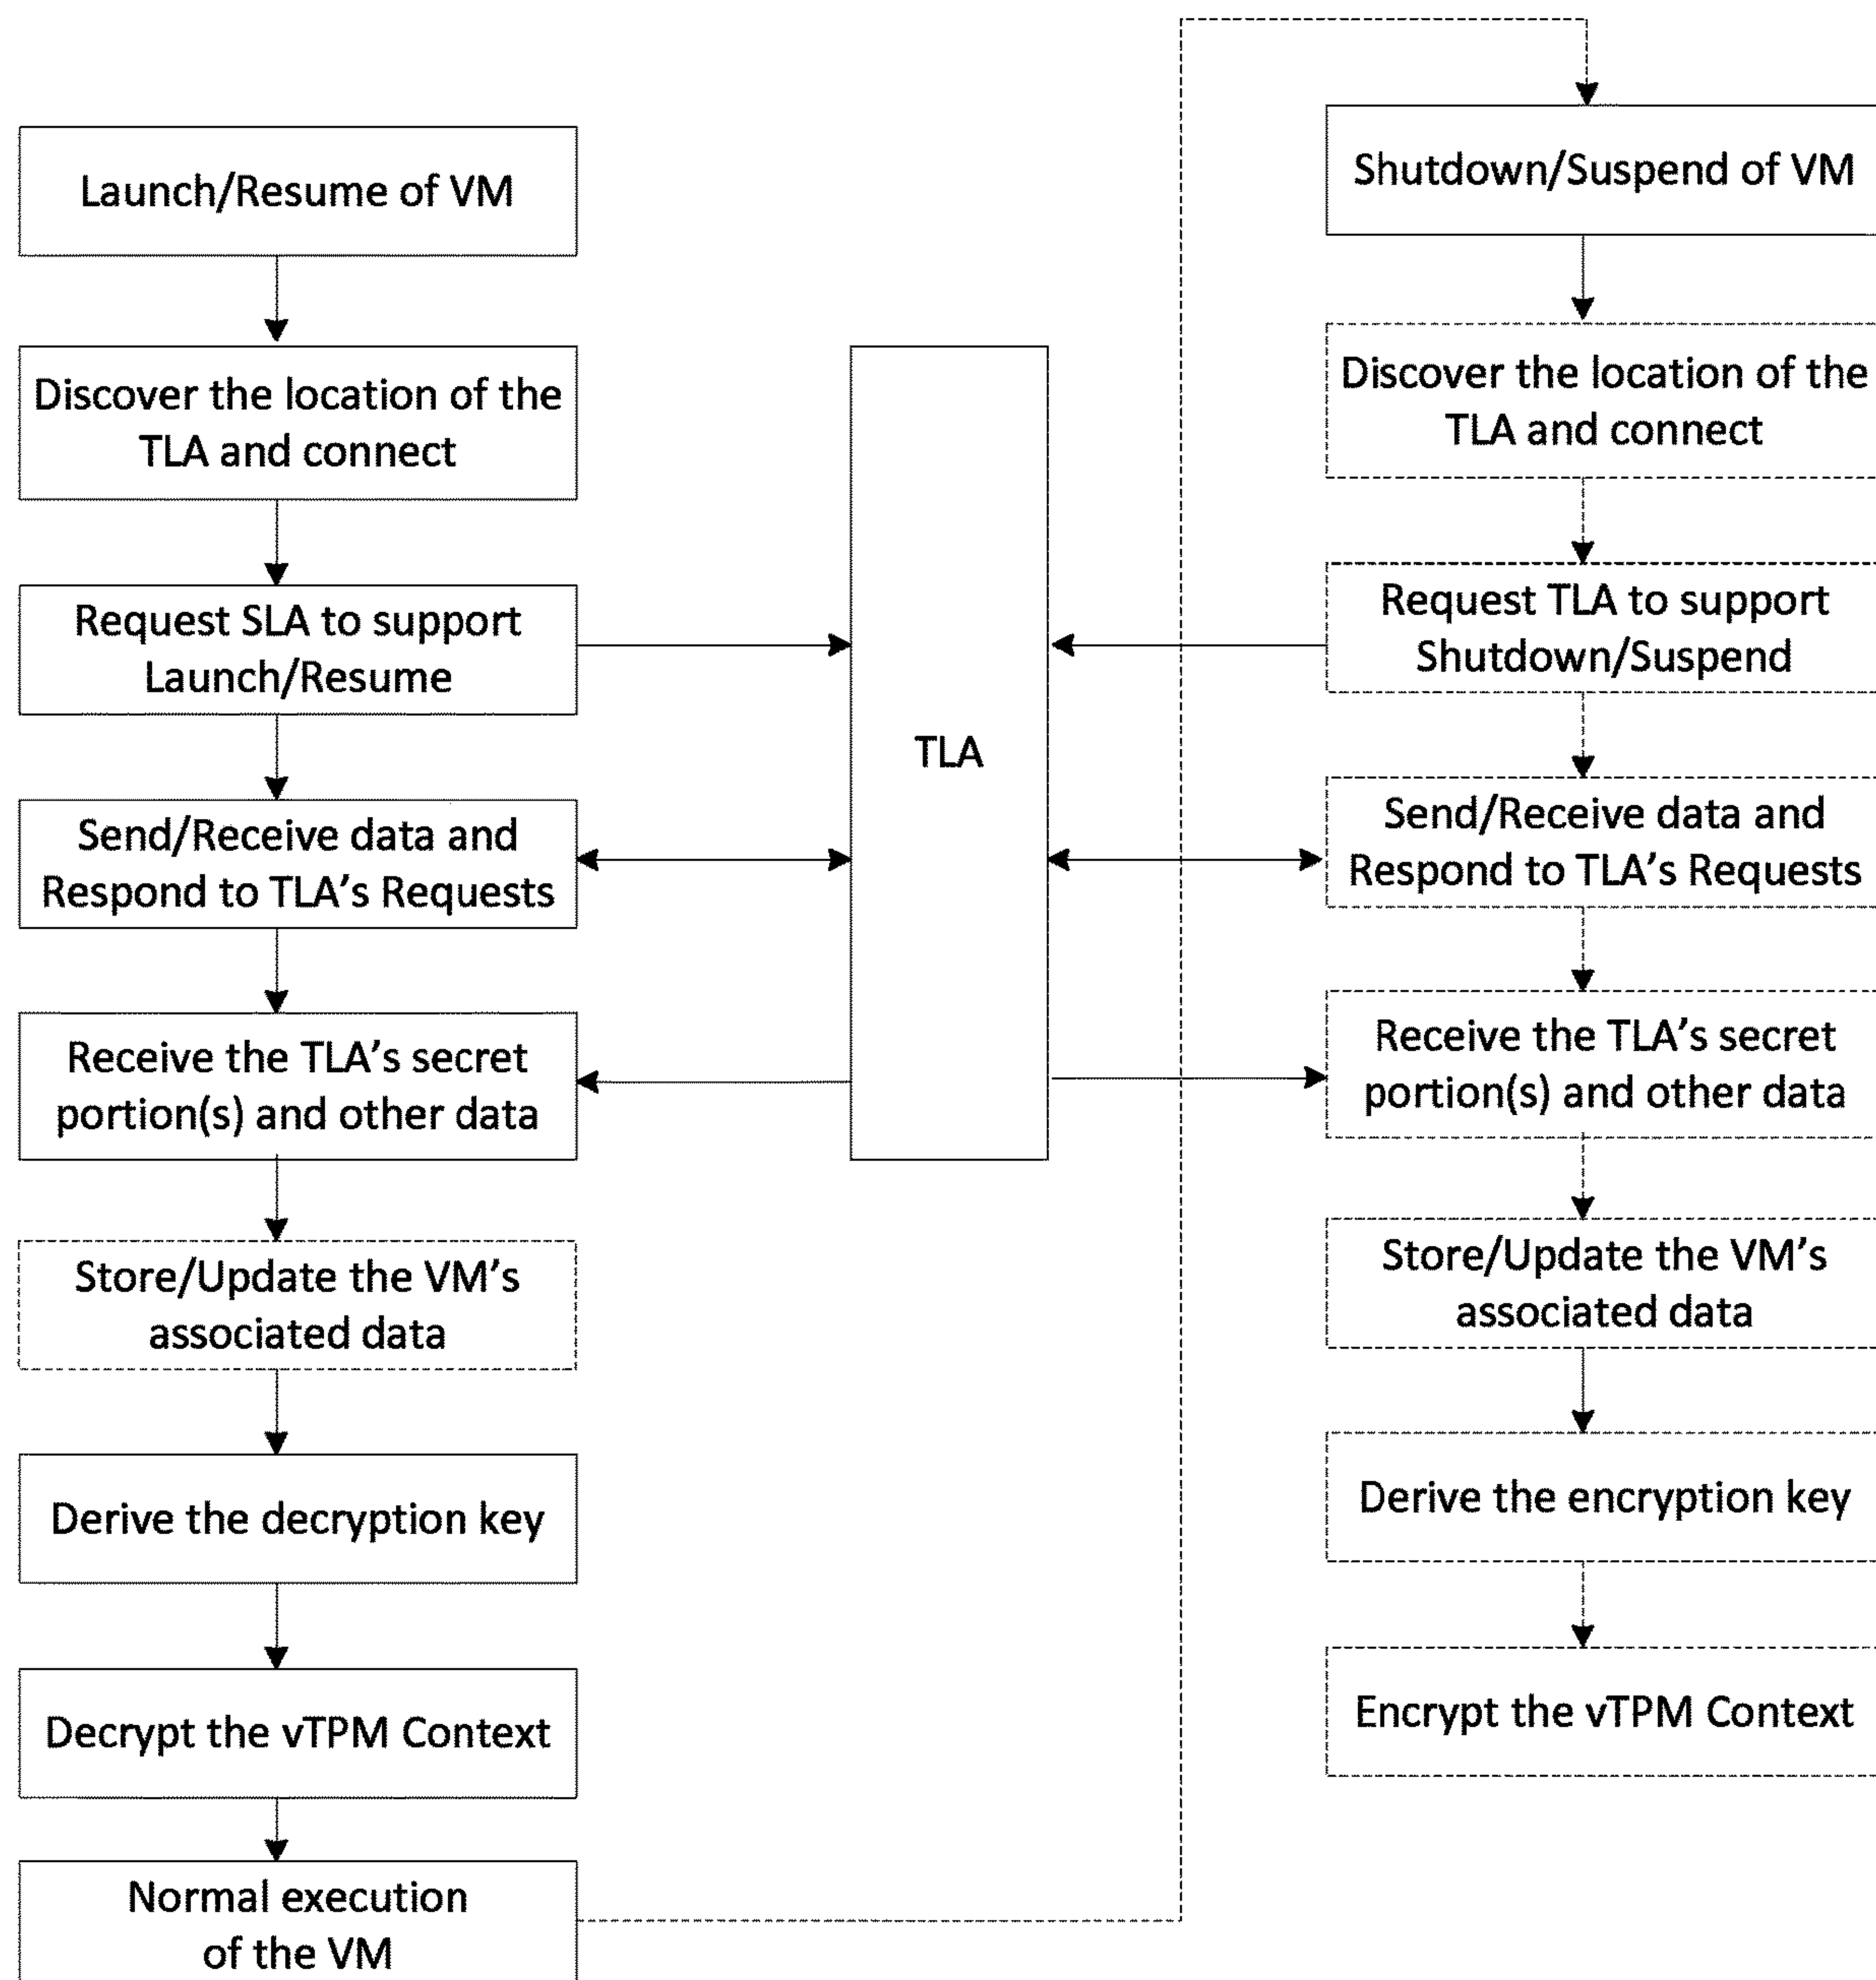 Launch/Resume of VM
Discover the location of the
TLA and connect
Request SLA to support
Launch/Resume
Send/Receive data and
Respond to TLA's Requests
Receive the TLA's secret
portion(s) and other data
Store/Update the VM's
associated data
Derive the decryption key
Decrypt the vTPM Context
Normal execution
of the VM
TLA
Shutdown/Suspend of VM
Discover the location of the
TLA and connect
Request TLA to support
Shutdown/Suspend
Send/Receive data and
Respond to TLA's Requests
Receive the TLA's secret
portion(s) and other data
Store/Update the VM's
associated data
Derive the encryption key
Encrypt the vTPM Context